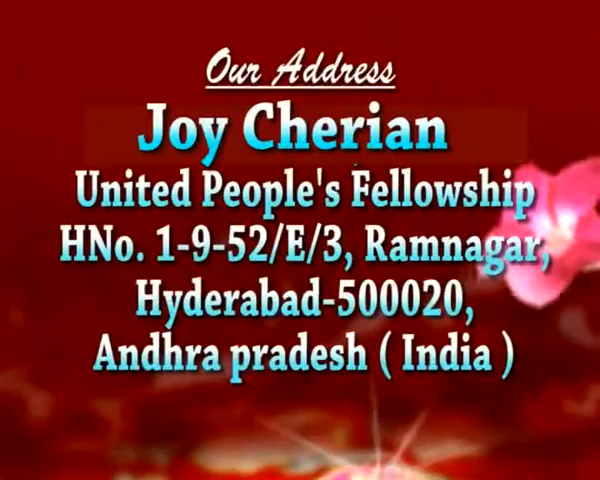 Our Address
Joy Cherian
United People's Fellowship
HNo. 1-9-52/E/3, Ramnagar,
Hyderabad-500020,
Andhra pradesh ( India )